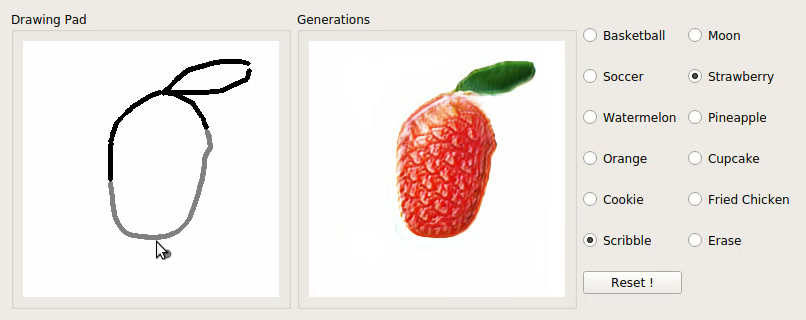 Drawing Pad
Generations
Basketball
Moon
Soccer
Strawberry
Watermelon
Pineapple
Orange
Cupcake
Cookie
Fried Chicken
Scribble
Erase
Reset !